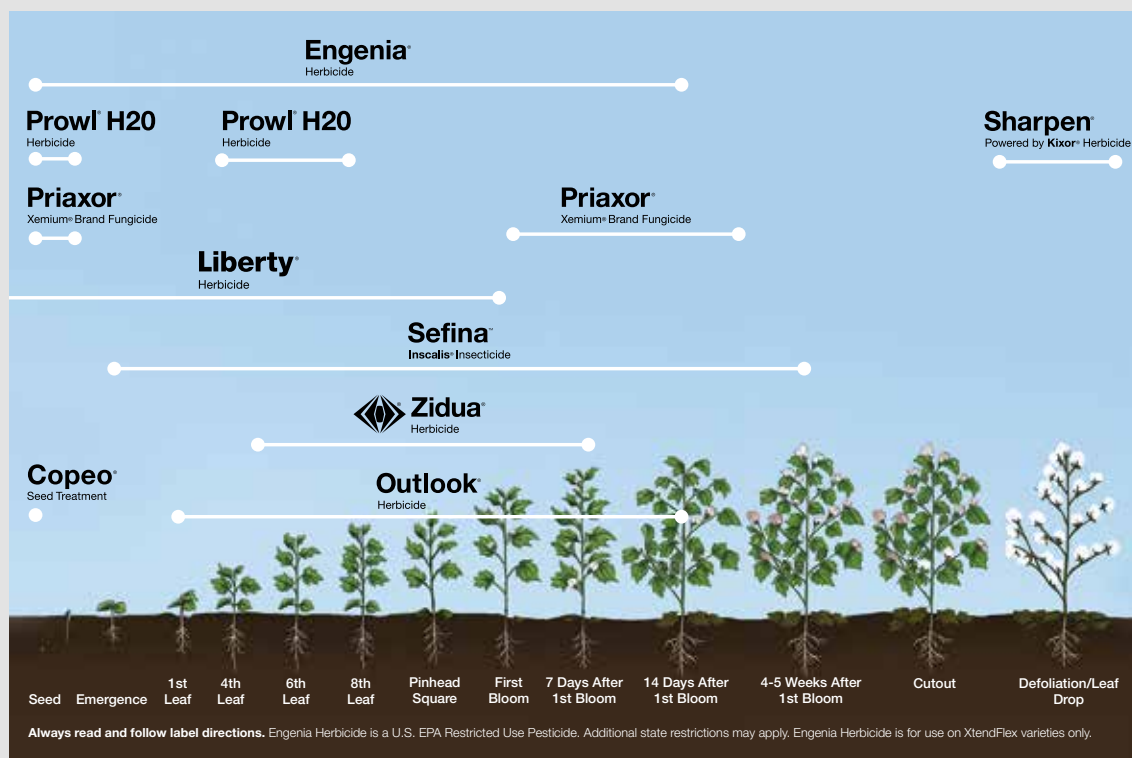 Engenia®
Herbicide
Prowl® H20
Herbicide
Prowl® H20
Herbicide
Sharpen®
Powered by Kixor® Herbicide
Priaxor®
Xemium® Brand Fungicide
Priaxor®
Xemium® Brand Fungicide
Liberty®
Herbicide
Sefina™
Inscalis® Insecticide
Zidua®
Herbicide
Copeo®
Seed Treatment
Outlook®
Herbicide
Seed
Emergence
1st
Leaf
4th
Leaf
6th
Leaf
8th
Leaf
Pinhead
Square
First
Bloom
7 Days After
1st Bloom
14 Days After
1st Bloom
4-5 Weeks After
1st Bloom
Cutout
Defoliation/Leaf
Drop
Always read and follow label directions. Engenia Herbicide is a U.S. EPA Restricted Use Pesticide. Additional state restrictions may apply. Engenia Herbicide is for use on XtendFlex varieties only.